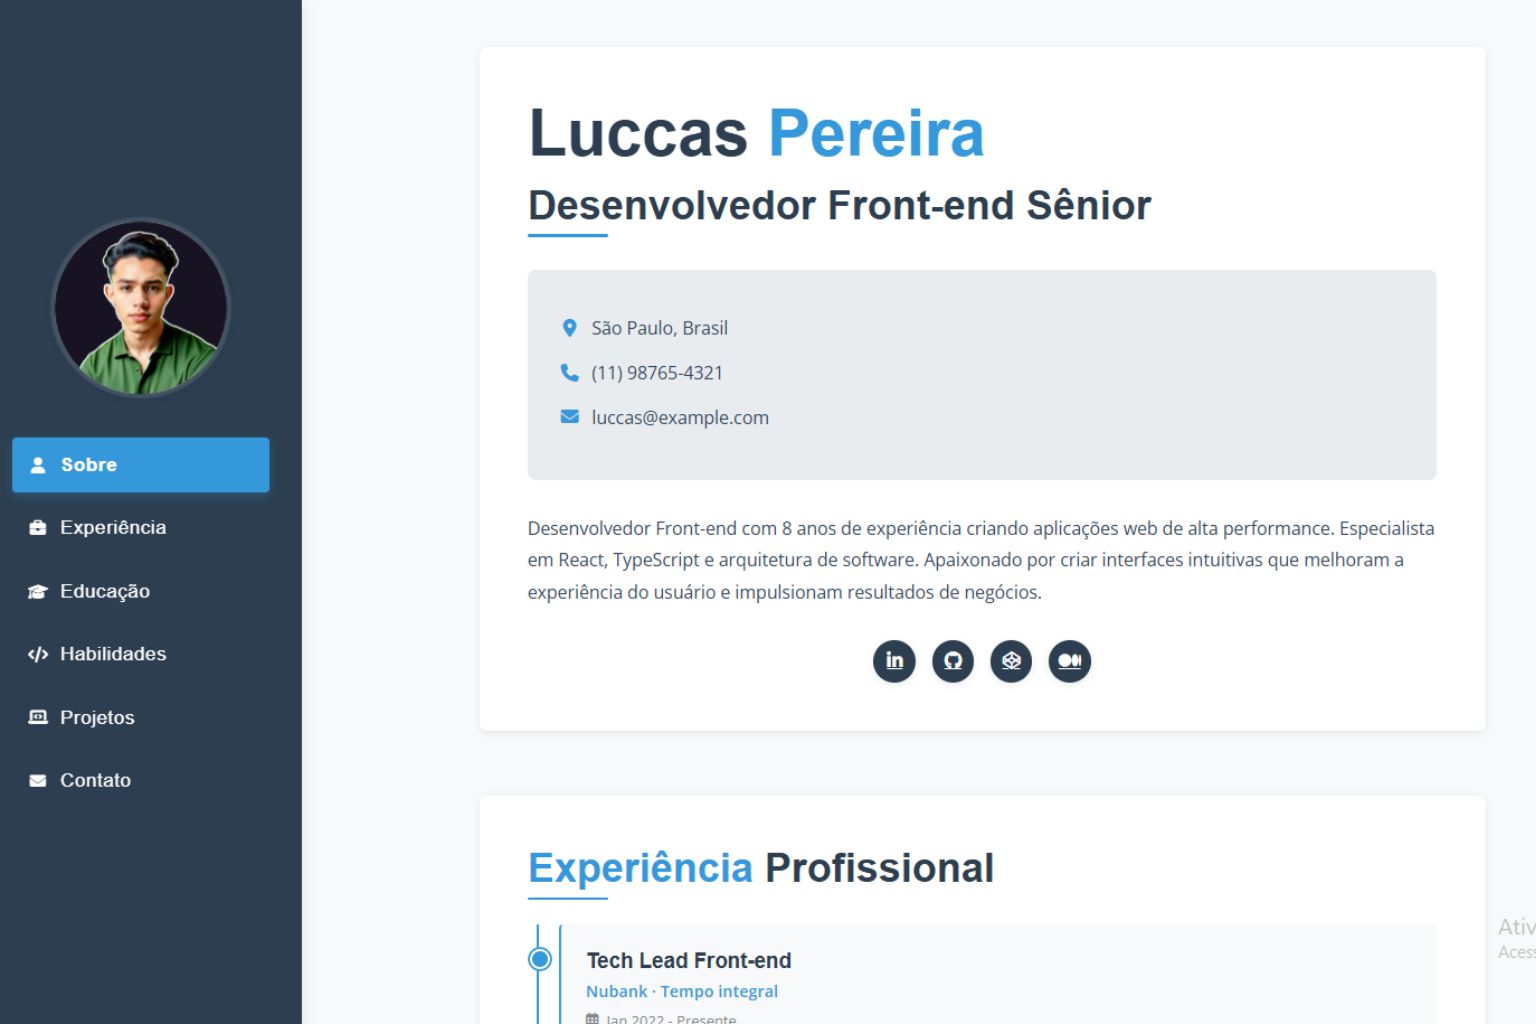 Sobre
Experiência
Educação
Habilidades
Projetos
Contato
Luccas Pereira
Desenvolvedor Front-end Sênior
São Paulo, Brasil
(11) 98765-4321
luccas@example.com
Desenvolvedor Front-end com 8 anos de experiência criando aplicações web de alta performance. Especialista
em React, TypeScript e arquitetura de software. Apaixonado por criar interfaces intuitivas que melhoram a
experiência do usuário e impulsionam resultados de negócios.
in
Experiência Profissional
Tech Lead Front-end
Nubank · Tempo integral
Jan 2022 - Presente
Ativ
Acess